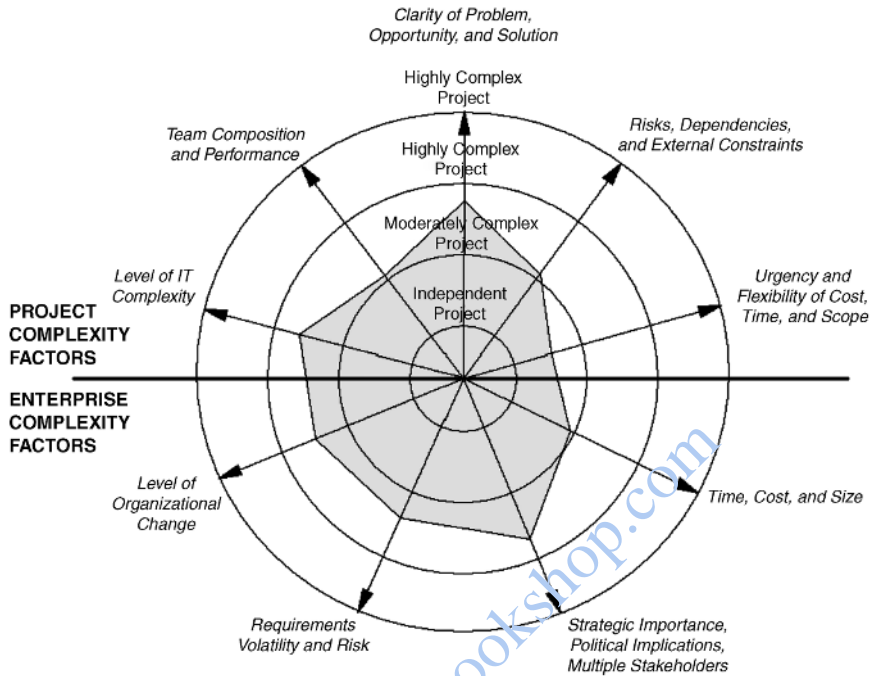 Clarity of Problem,
Opportunity, and Solution
Highly Complex
Project
Team Composition
and Performance
Risks, Dependencies,
and External Constraints
Highly Complex
Project
Moderately Complex
Project
Level of IT
Complexity
Urgency and
Flexibility of Cost,
Time, and Scope
Independent
Project
PROJECT
COMPLEXITY
FACTORS
ENTERPRISE
COMPLEXITY
FACTORS
Level of
Organizational
Change
Time, Cost, and Size
Requirements
Volatility and Risk
Strategic Importance,
Political Implications,
Multiple Stakeholders
ookshop.com